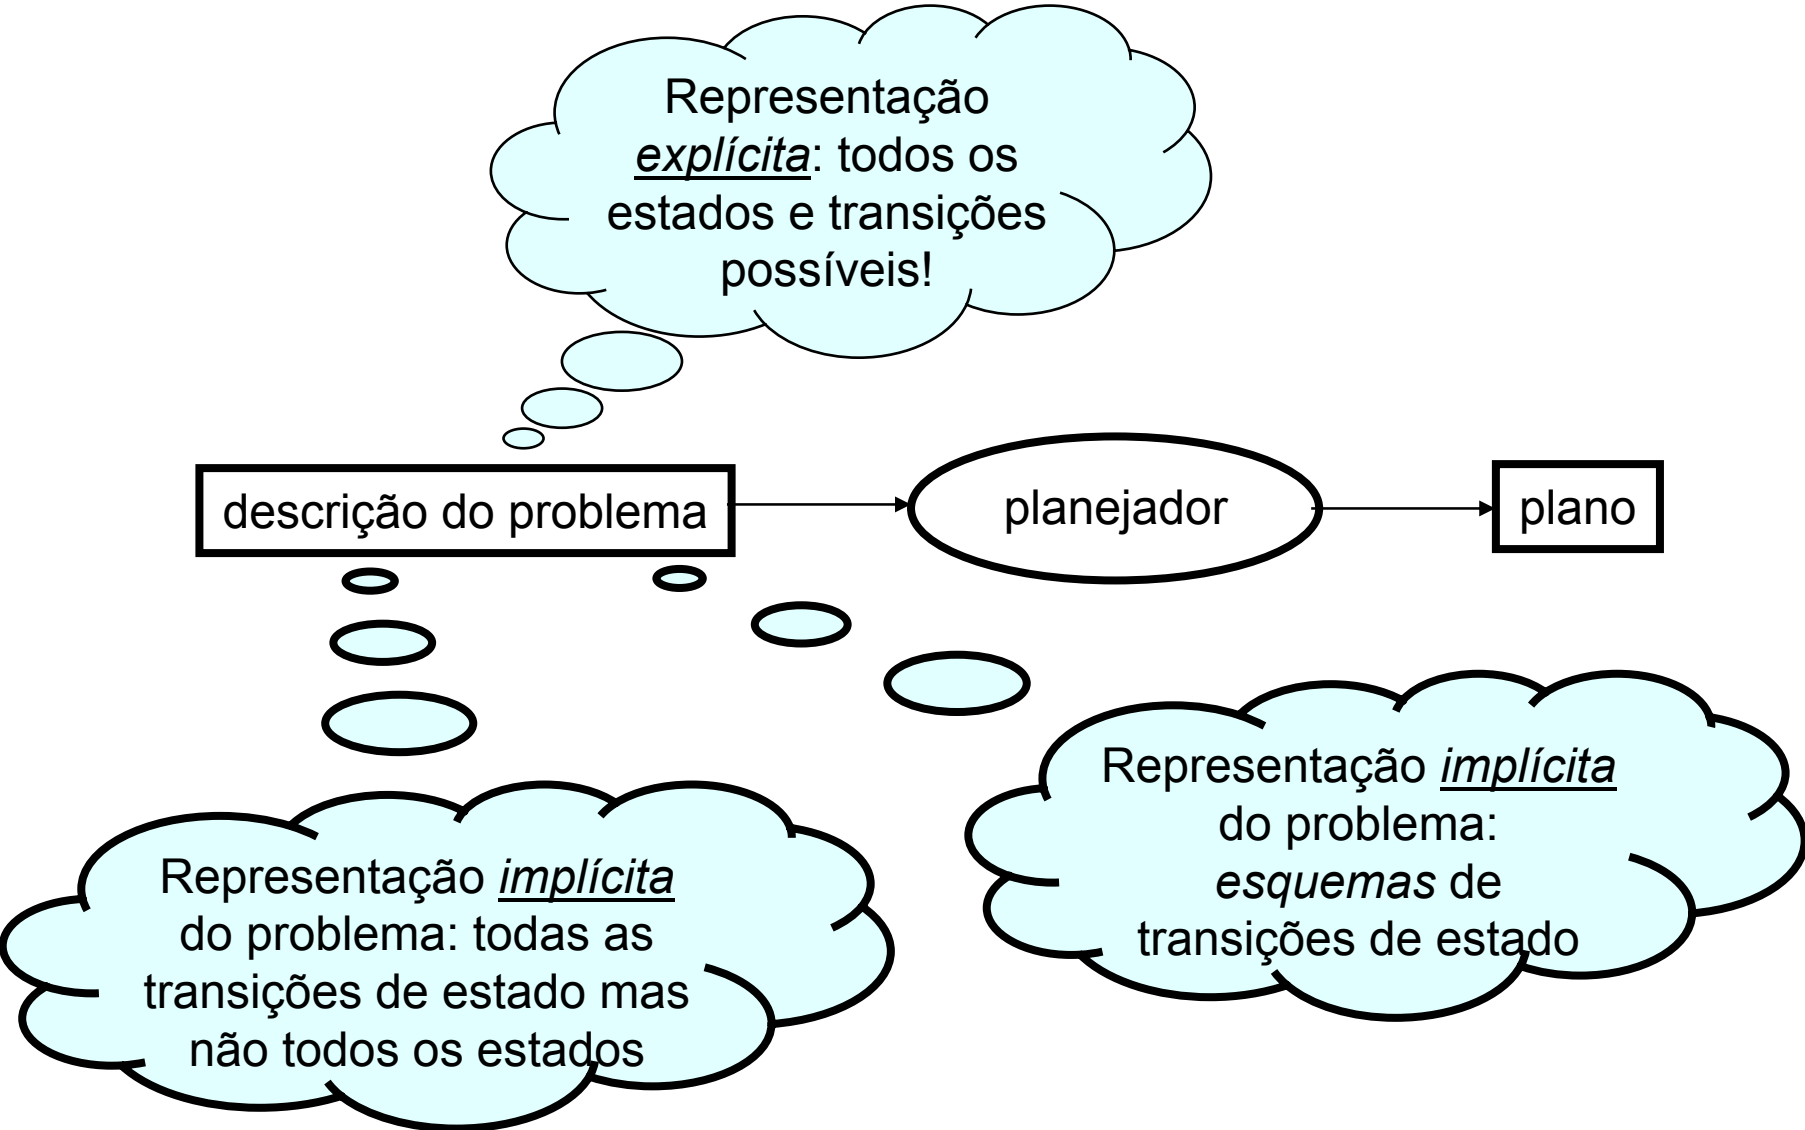 Representação
explícita: todos os
estados e transições
possíveis!
descrição do problema
planejador
plano
Representação implícita
do problema: todas as
transições de estado mas
não todos os estados
Representação implícita
do problema:
esquemas de
transições de estado